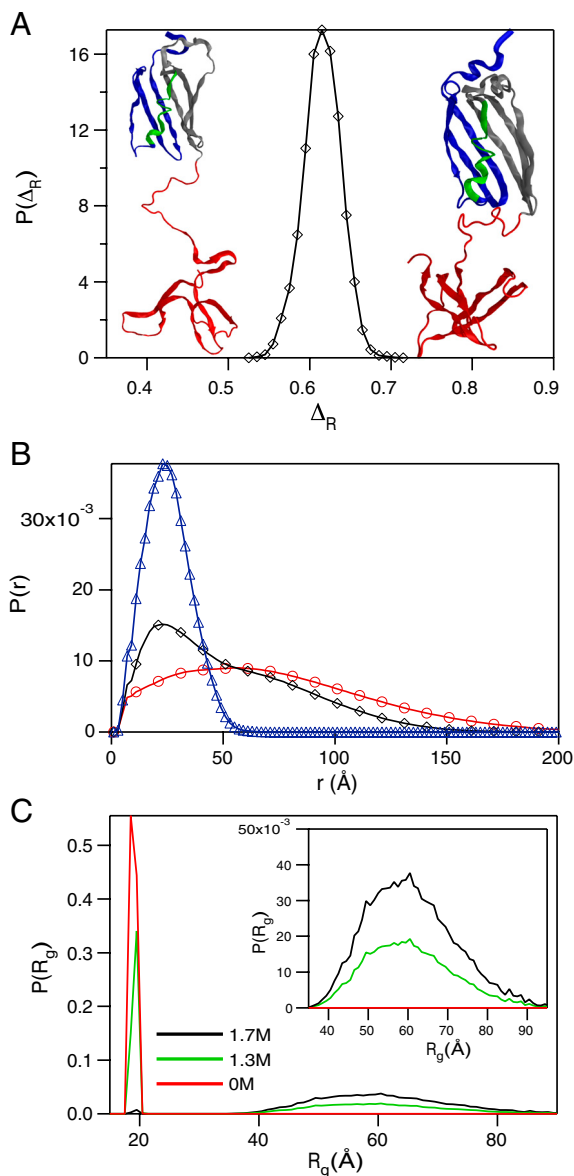 A
16
12
8
4
0
P(Δ_R)
0.4 0.5 0.6 0.7 0.8 0.9
Δ_R
B
30x10^-3
20
10
0
P(r)
0 50 100 150 200
r (Å)
C
0.5
0.4
0.3
0.2
0.1
0.0
P(R_g)
1.7M
1.3M
0M
20 40 60 80
R_g(Å)
50x10^-3
40
30
20
10
0
P(R_g)
40 50 60 70 80 90
R_g(Å)